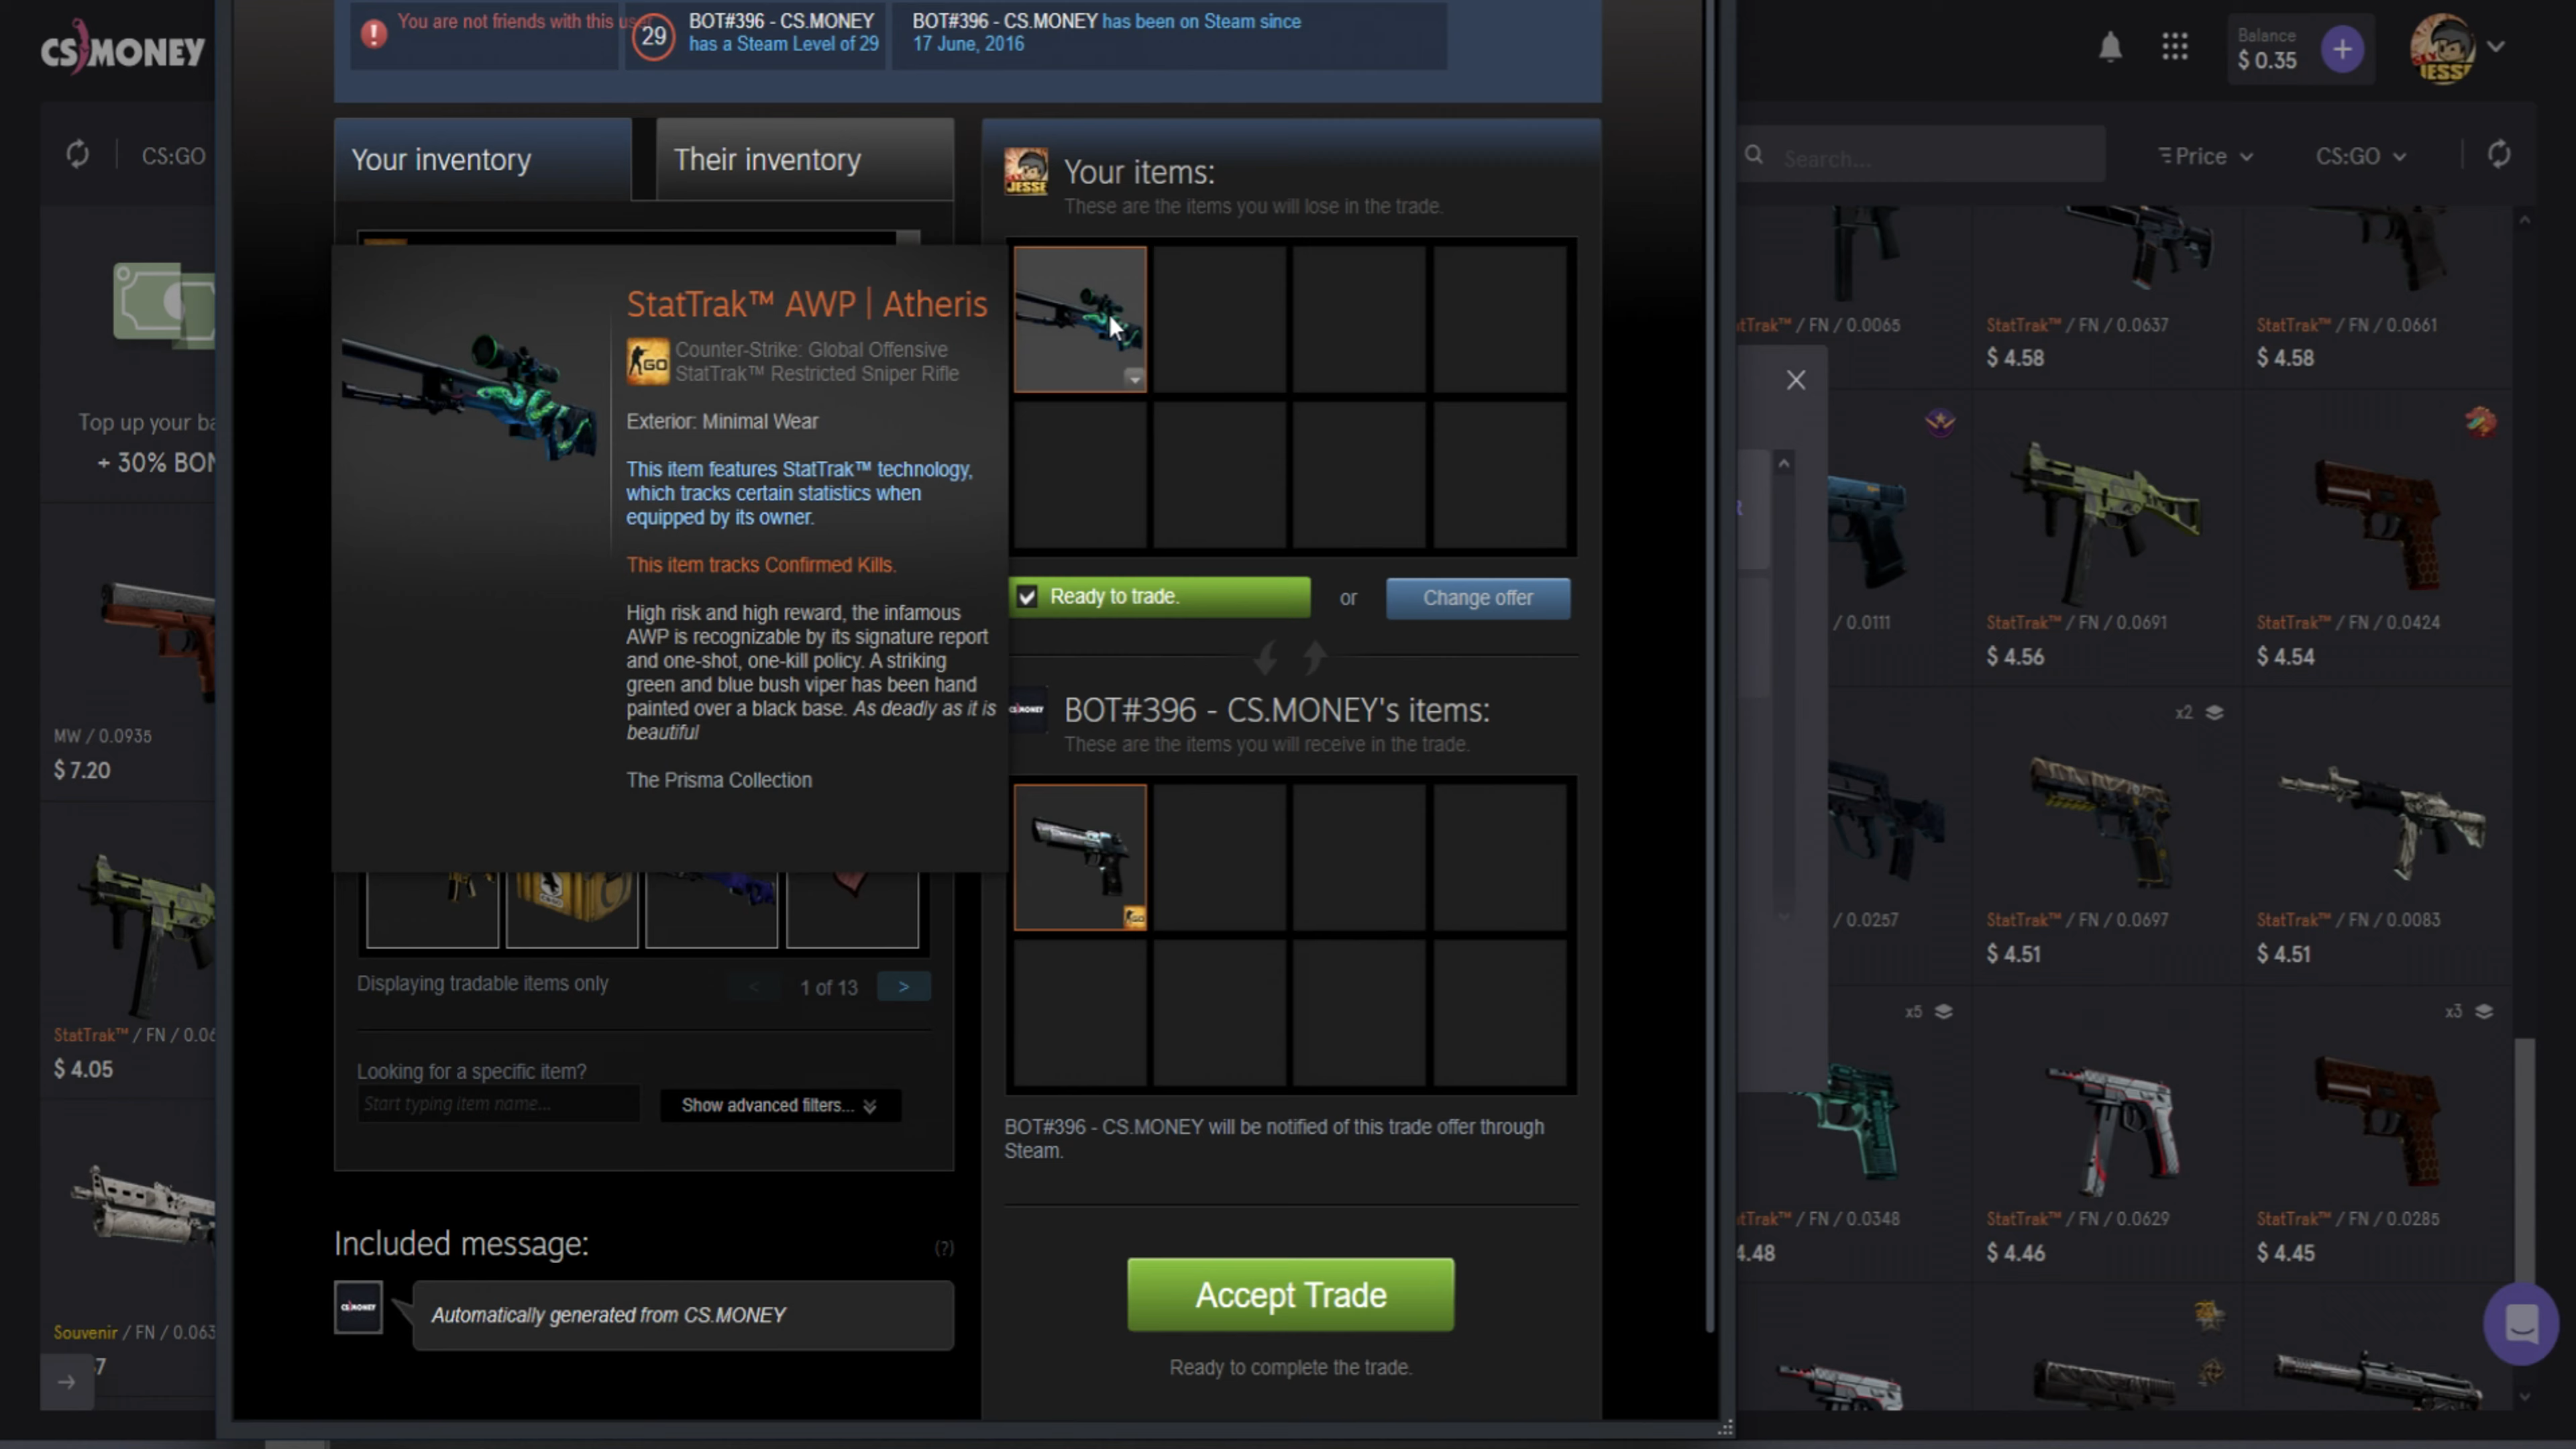 CS MONEY
You are not friends with this
29
BOT#396 - CS.MONEY
has a Steam Level of 29
BOT#396 - CS.MONEY has been on Steam since
17 June, 2016
Balance
$ 0.35
JESSE
CS:GO
Search...
Price
CS:GO
Your inventory
Their inventory
JESSE
Your items:
These are the items you will lose in the trade.
StatTrak™ AWP | Atheris
GO
Counter-Strike: Global Offensive
StatTrak™ Restricted Sniper Rifle
Exterior: Minimal Wear
This item features StatTrak™ technology,
which tracks certain statistics when
equipped by its owner.
This item tracks Confirmed Kills.
High risk and high reward, the infamous
AWP is recognizable by its signature report
and one-shot, one-kill policy. A striking
green and blue bush viper has been hand
painted over a black base. As deadly as it is
beautiful
The Prisma Collection
Ready to trade.
or
Change offer
CS MONEY
BOT#396 - CS.MONEY's items:
These are the items you will receive in the trade.
GO
Displaying tradable items only
<
1 of 13
>
Looking for a specific item?
Start typing item name...
Show advanced filters...
BOT#396 - CS.MONEY will be notified of this trade offer through
Steam.
Included message:
(?)
CS MONEY
Automatically generated from CS.MONEY
Accept Trade
Ready to complete the trade.
Top up your
+ 30%
MW / 0.0935
$ 7.20
StatTrak™ / FN / 0.06
$ 4.05
Souvenir / FN / 0.063
7
/ FN / 0.0065
StatTrak™ / FN / 0.0637
$ 4.58
StatTrak™ / FN / 0.0661
$ 4.58
/ 0.0111
StatTrak™ / FN / 0.0691
$ 4.56
StatTrak™ / FN / 0.0424
$ 4.54
x2
/ 0.0257
StatTrak™ / FN / 0.0697
$ 4.51
StatTrak™ / FN / 0.0083
$ 4.51
x5
x3
/ FN / 0.0348
4.48
StatTrak™ / FN / 0.0629
$ 4.46
StatTrak™ / FN / 0.0285
$ 4.45